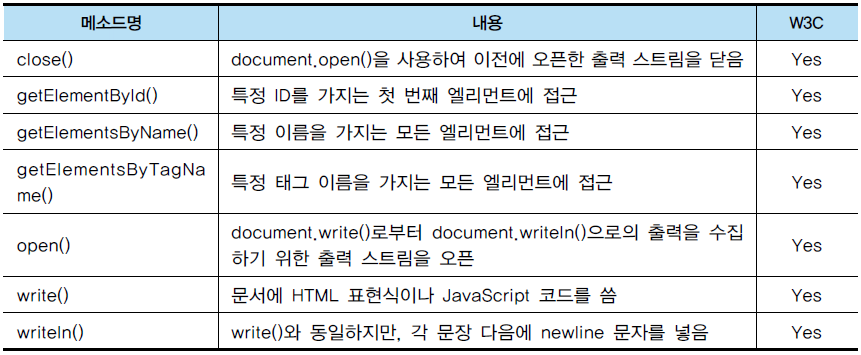 메소드명 내용 W3C
close() document.open()을 사용하여 이전에 오픈한 출력 스트림을 닫음 Yes
getElementById() 특정 ID를 가지는 첫 번째 엘리먼트에 접근 Yes
getElementsByName() 특정 이름을 가지는 모든 엘리먼트에 접근 Yes
getElementsByTagNa
me() 특정 태그 이름을 가지는 모든 엘리먼트에 접근 Yes
open() document.write()로부터 document.writeln()으로의 출력을 수집
하기 위한 출력 스트림을 오픈 Yes
write() 문서에 HTML 표현식이나 JavaScript 코드를 씀 Yes
writeln() write()와 동일하지만, 각 문장 다음에 newline 문자를 넣음 Yes